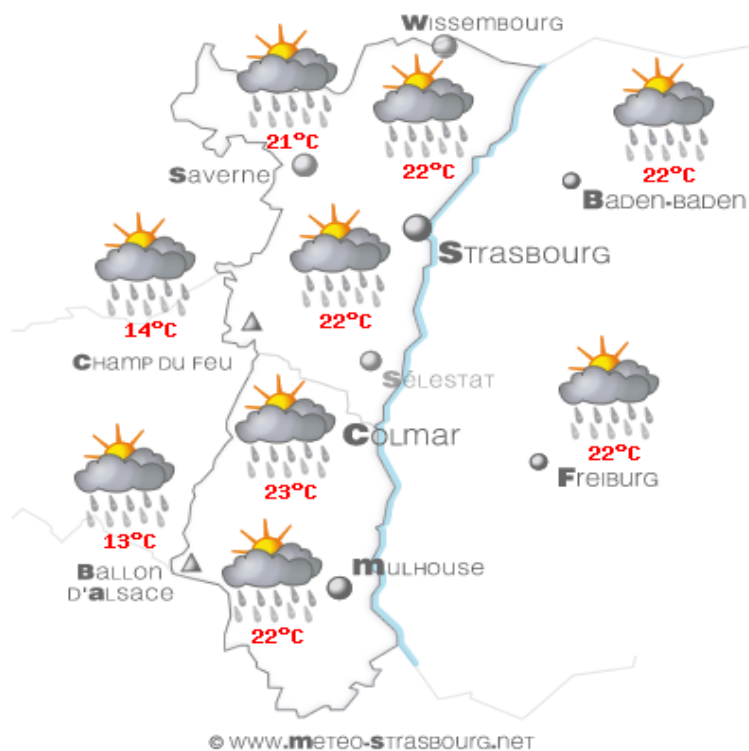 Wissembourg
21°C
22°C
22°C
Saverne
Baden-Baden
Strasbourg
14°C
22°C
Champ du Feu
Sélestat
Colmar
22°C
Freiburg
23°C
13°C
Ballon
d'Alsace
Mulhouse
22°C
© www.meteo-strasbourg.net